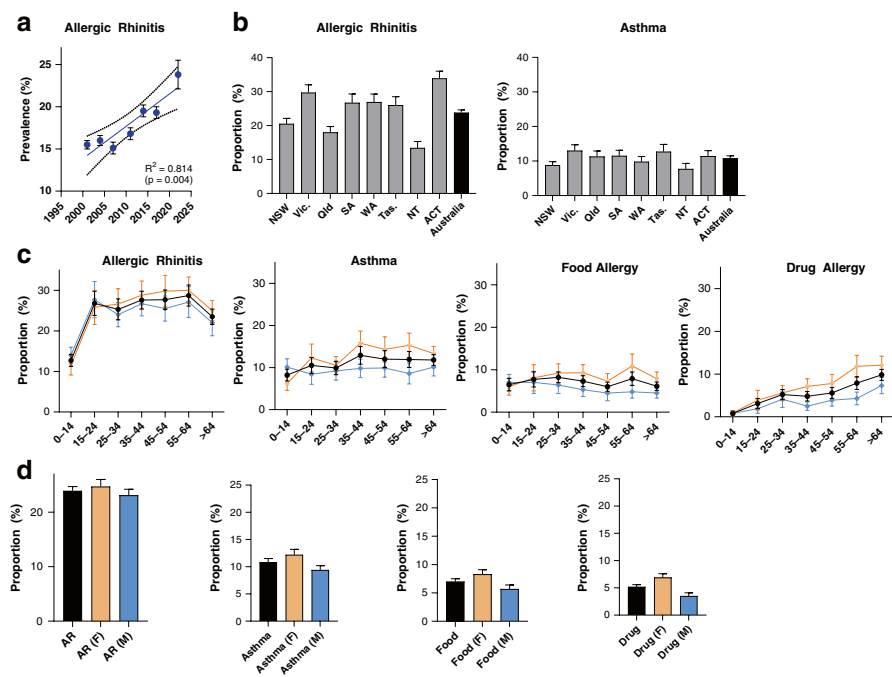 a
Allergic Rhinitis
Prevalence (%)
25
20
15
10
R² = 0.814
(p = 0.004)
1995
2000
2005
2010
2015
2020
2025
b
Allergic Rhinitis
Proportion (%)
40
30
20
10
0
NSW
Vic.
Qld
SA
WA
Tas.
NT
ACT
Australia
Asthma
Proportion (%)
40
30
20
10
0
NSW
Vic.
Qld
SA
WA
Tas.
NT
ACT
Australia
c
Allergic Rhinitis
Proportion (%)
30
20
10
0
0–14
15–24
25–34
35–44
45–54
55–64
>64
Asthma
Proportion (%)
30
20
10
0
0–14
15–24
25–34
35–44
45–54
55–64
>64
Food Allergy
Proportion (%)
30
20
10
0
0–14
15–24
25–34
35–44
45–54
55–64
>64
Drug Allergy
Proportion (%)
30
20
10
0
0–14
15–24
25–34
35–44
45–54
55–64
>64
d
Proportion (%)
20
10
0
AR
AR (F)
AR (M)
Proportion (%)
25
20
15
10
5
0
Asthma
Asthma (F)
Asthma (M)
Proportion (%)
25
20
15
10
5
0
Food
Food (F)
Food (M)
Proportion (%)
25
20
15
10
5
0
Drug
Drug (F)
Drug (M)